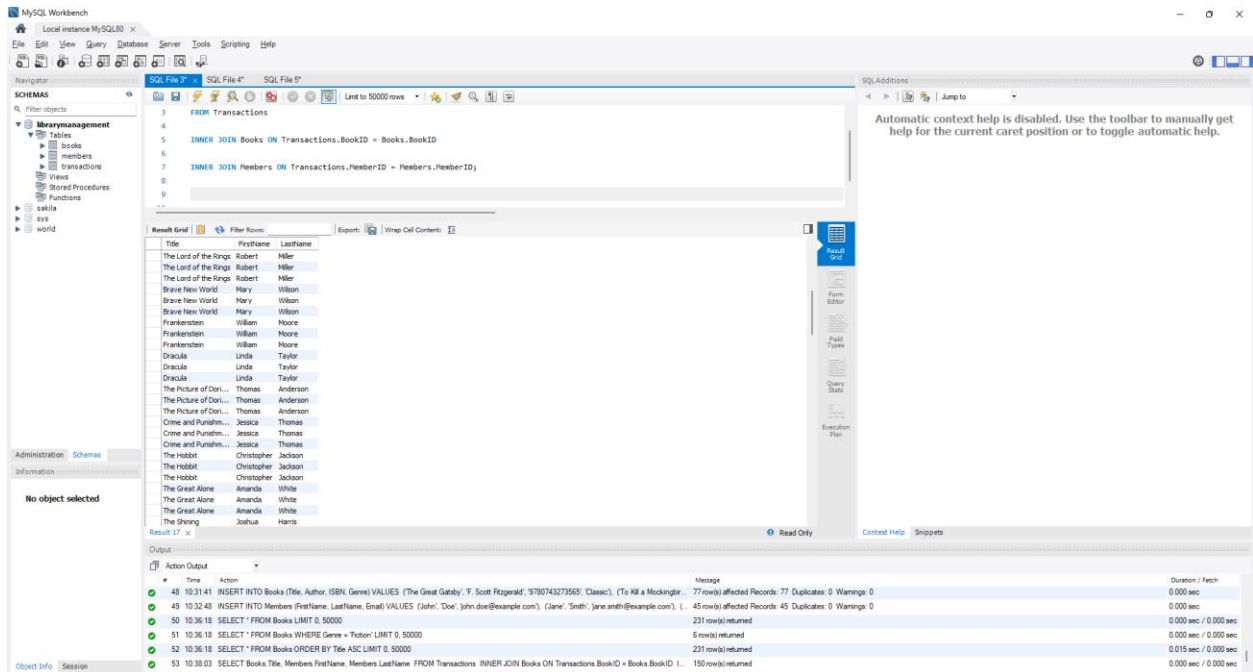 MySQL Workbench
Local instance MySQL80 ×
File Edit View Query Database Server Tools Scripting Help
Navigator
SCHEMAS
Filter objects
librarymanagement
Tables
books
members
transactions
Views
Stored Procedures
Functions
sakila
sys
world
Administration Schemas
Information
No object selected
Object Info Session
SQL File 3* × SQL File 4* SQL File 5*
Limit to 50000 rows
3 FROM Transactions
4
5 INNER JOIN Books ON Transactions.BookID = Books.BookID
6
7 INNER JOIN Members ON Transactions.MemberID = Members.MemberID;
8
9
Result Grid Filter Rows: Export: Wrap Cell Content:
Title FirstName LastName
The Lord of the Rings Robert Miller
The Lord of the Rings Robert Miller
The Lord of the Rings Robert Miller
Brave New World Mary Wilson
Brave New World Mary Wilson
Brave New World Mary Wilson
Frankenstein William Moore
Frankenstein William Moore
Frankenstein William Moore
Dracula Linda Taylor
Dracula Linda Taylor
Dracula Linda Taylor
The Picture of Dori... Thomas Anderson
The Picture of Dori... Thomas Anderson
The Picture of Dori... Thomas Anderson
Crime and Punishm... Jessica Thomas
Crime and Punishm... Jessica Thomas
Crime and Punishm... Jessica Thomas
The Hobbit Christopher Jackson
The Hobbit Christopher Jackson
The Hobbit Christopher Jackson
The Great Alone Amanda White
The Great Alone Amanda White
The Great Alone Amanda White
The Shining Joshua Harris
Result Grid
Form Editor
Field Types
Query Stats
Execution Plan
Result 17 × Read Only
SQLAdditions
Jump to
Automatic context help is disabled. Use the toolbar to manually get
help for the current caret position or to toggle automatic help.
Context Help Snippets
Output
Action Output
# Time Action Message Duration / Fetch
48 10:31:41 INSERT INTO Books (Title, Author, ISBN, Genre) VALUES ('The Great Gatsby', 'F. Scott Fitzgerald', '9780743273565', 'Classic'), ('To Kill a Mockingbir... 77 row(s) affected Records: 77 Duplicates: 0 Warnings: 0 0.000 sec
49 10:32:48 INSERT INTO Members (FirstName, LastName, Email) VALUES ('John', 'Doe', 'john.doe@example.com'), ('Jane', 'Smith', 'jane.smith@example.com'), (... 45 row(s) affected Records: 45 Duplicates: 0 Warnings: 0 0.000 sec
50 10:36:18 SELECT * FROM Books LIMIT 0, 50000 231 row(s) returned 0.000 sec / 0.000 sec
51 10:36:18 SELECT * FROM Books WHERE Genre = 'Fiction' LIMIT 0, 50000 6 row(s) returned 0.000 sec / 0.000 sec
52 10:36:18 SELECT * FROM Books ORDER BY Title ASC LIMIT 0, 50000 231 row(s) returned 0.015 sec / 0.000 sec
53 10:38:03 SELECT Books.Title, Members.FirstName, Members.LastName FROM Transactions INNER JOIN Books ON Transactions.BookID = Books.BookID I... 150 row(s) returned 0.000 sec / 0.000 sec